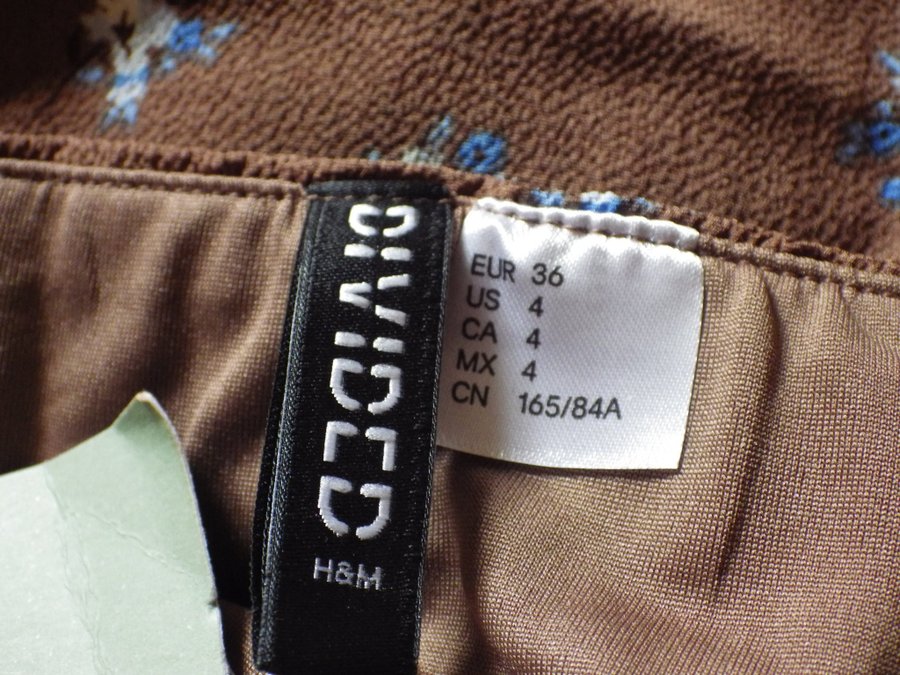 DIVIDED
H&M
EUR 36
US 4
CA 4
MX 4
CN 165/84A